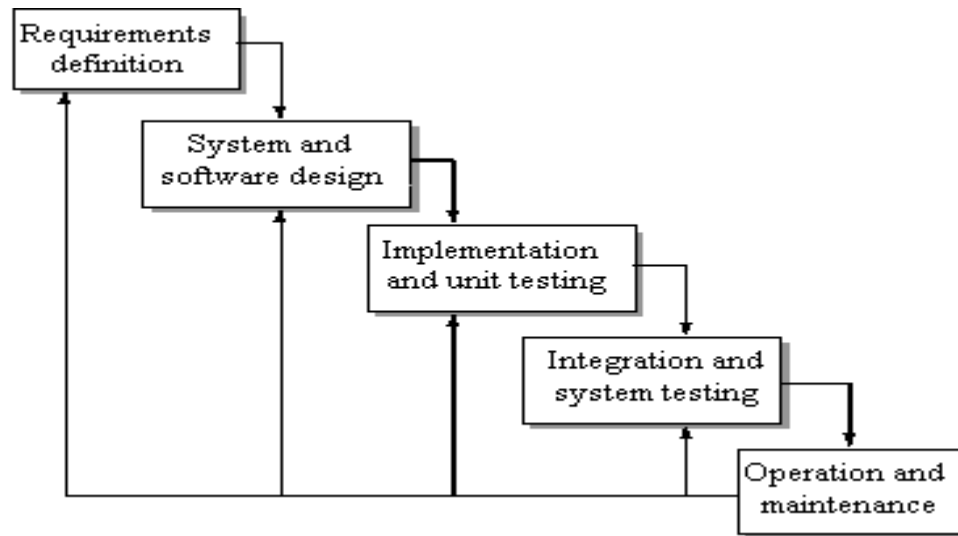 Requirements
definition
System and
software design
Implementation
and unit testing
Integration and
system testing
Operation and
maintenance